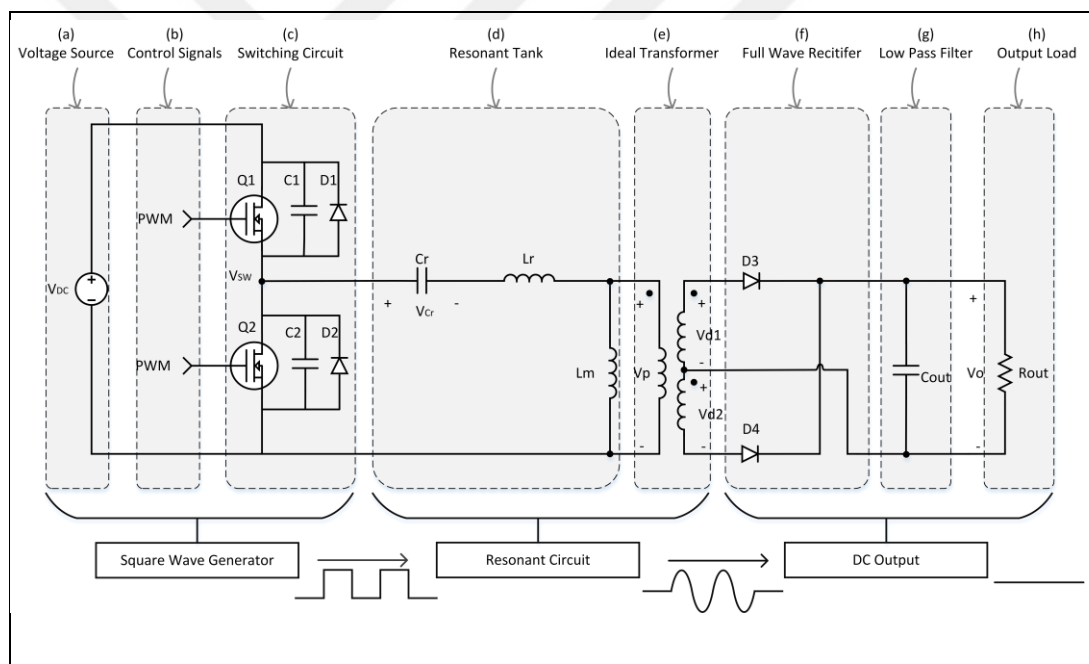 (a) (b) (c) (d) (e) (f) (g) (h)
Voltage Source Control Signals Switching Circuit Resonant Tank Ideal Transformer Full Wave Recitifer Low Pass Filter Output Load
Q1 C1 D1
PWM
VDC
VSW
Cr Lr
+ VCr -
Q2 C2 D2
PWM
Lm
+
Vp
-
+
Vd1
-
+
Vd2
-
D3
D4
Cout
+
Vo
-
Rout
+
-
Square Wave Generator
Resonant Circuit
DC Output